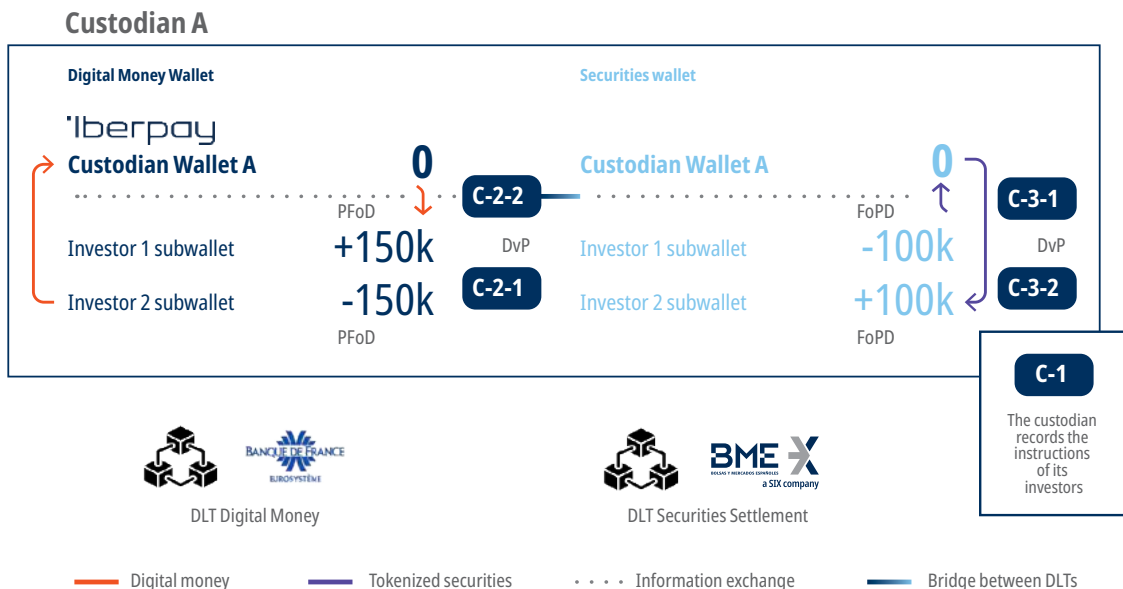 Custodian A
Digital Money Wallet
Securities wallet
Iberpay
Custodian Wallet A 0
Custodian Wallet A 0
C-2-2
C-3-1
PFoD
FoPD
Investor 1 subwallet +150k
DvP
Investor 1 subwallet -100k
DvP
Investor 2 subwallet -150k
C-2-1
Investor 2 subwallet +100k
C-3-2
PFoD
FoPD
C-1
The custodian
records the
instructions
of its
investors
BANQUE DE FRANCE
EUROSYSTÈME
BME X
BOLSAS Y MERCADOS ESPAÑOLES
a SIX company
DLT Digital Money
DLT Securities Settlement
Digital money
Tokenized securities
Information exchange
Bridge between DLTs